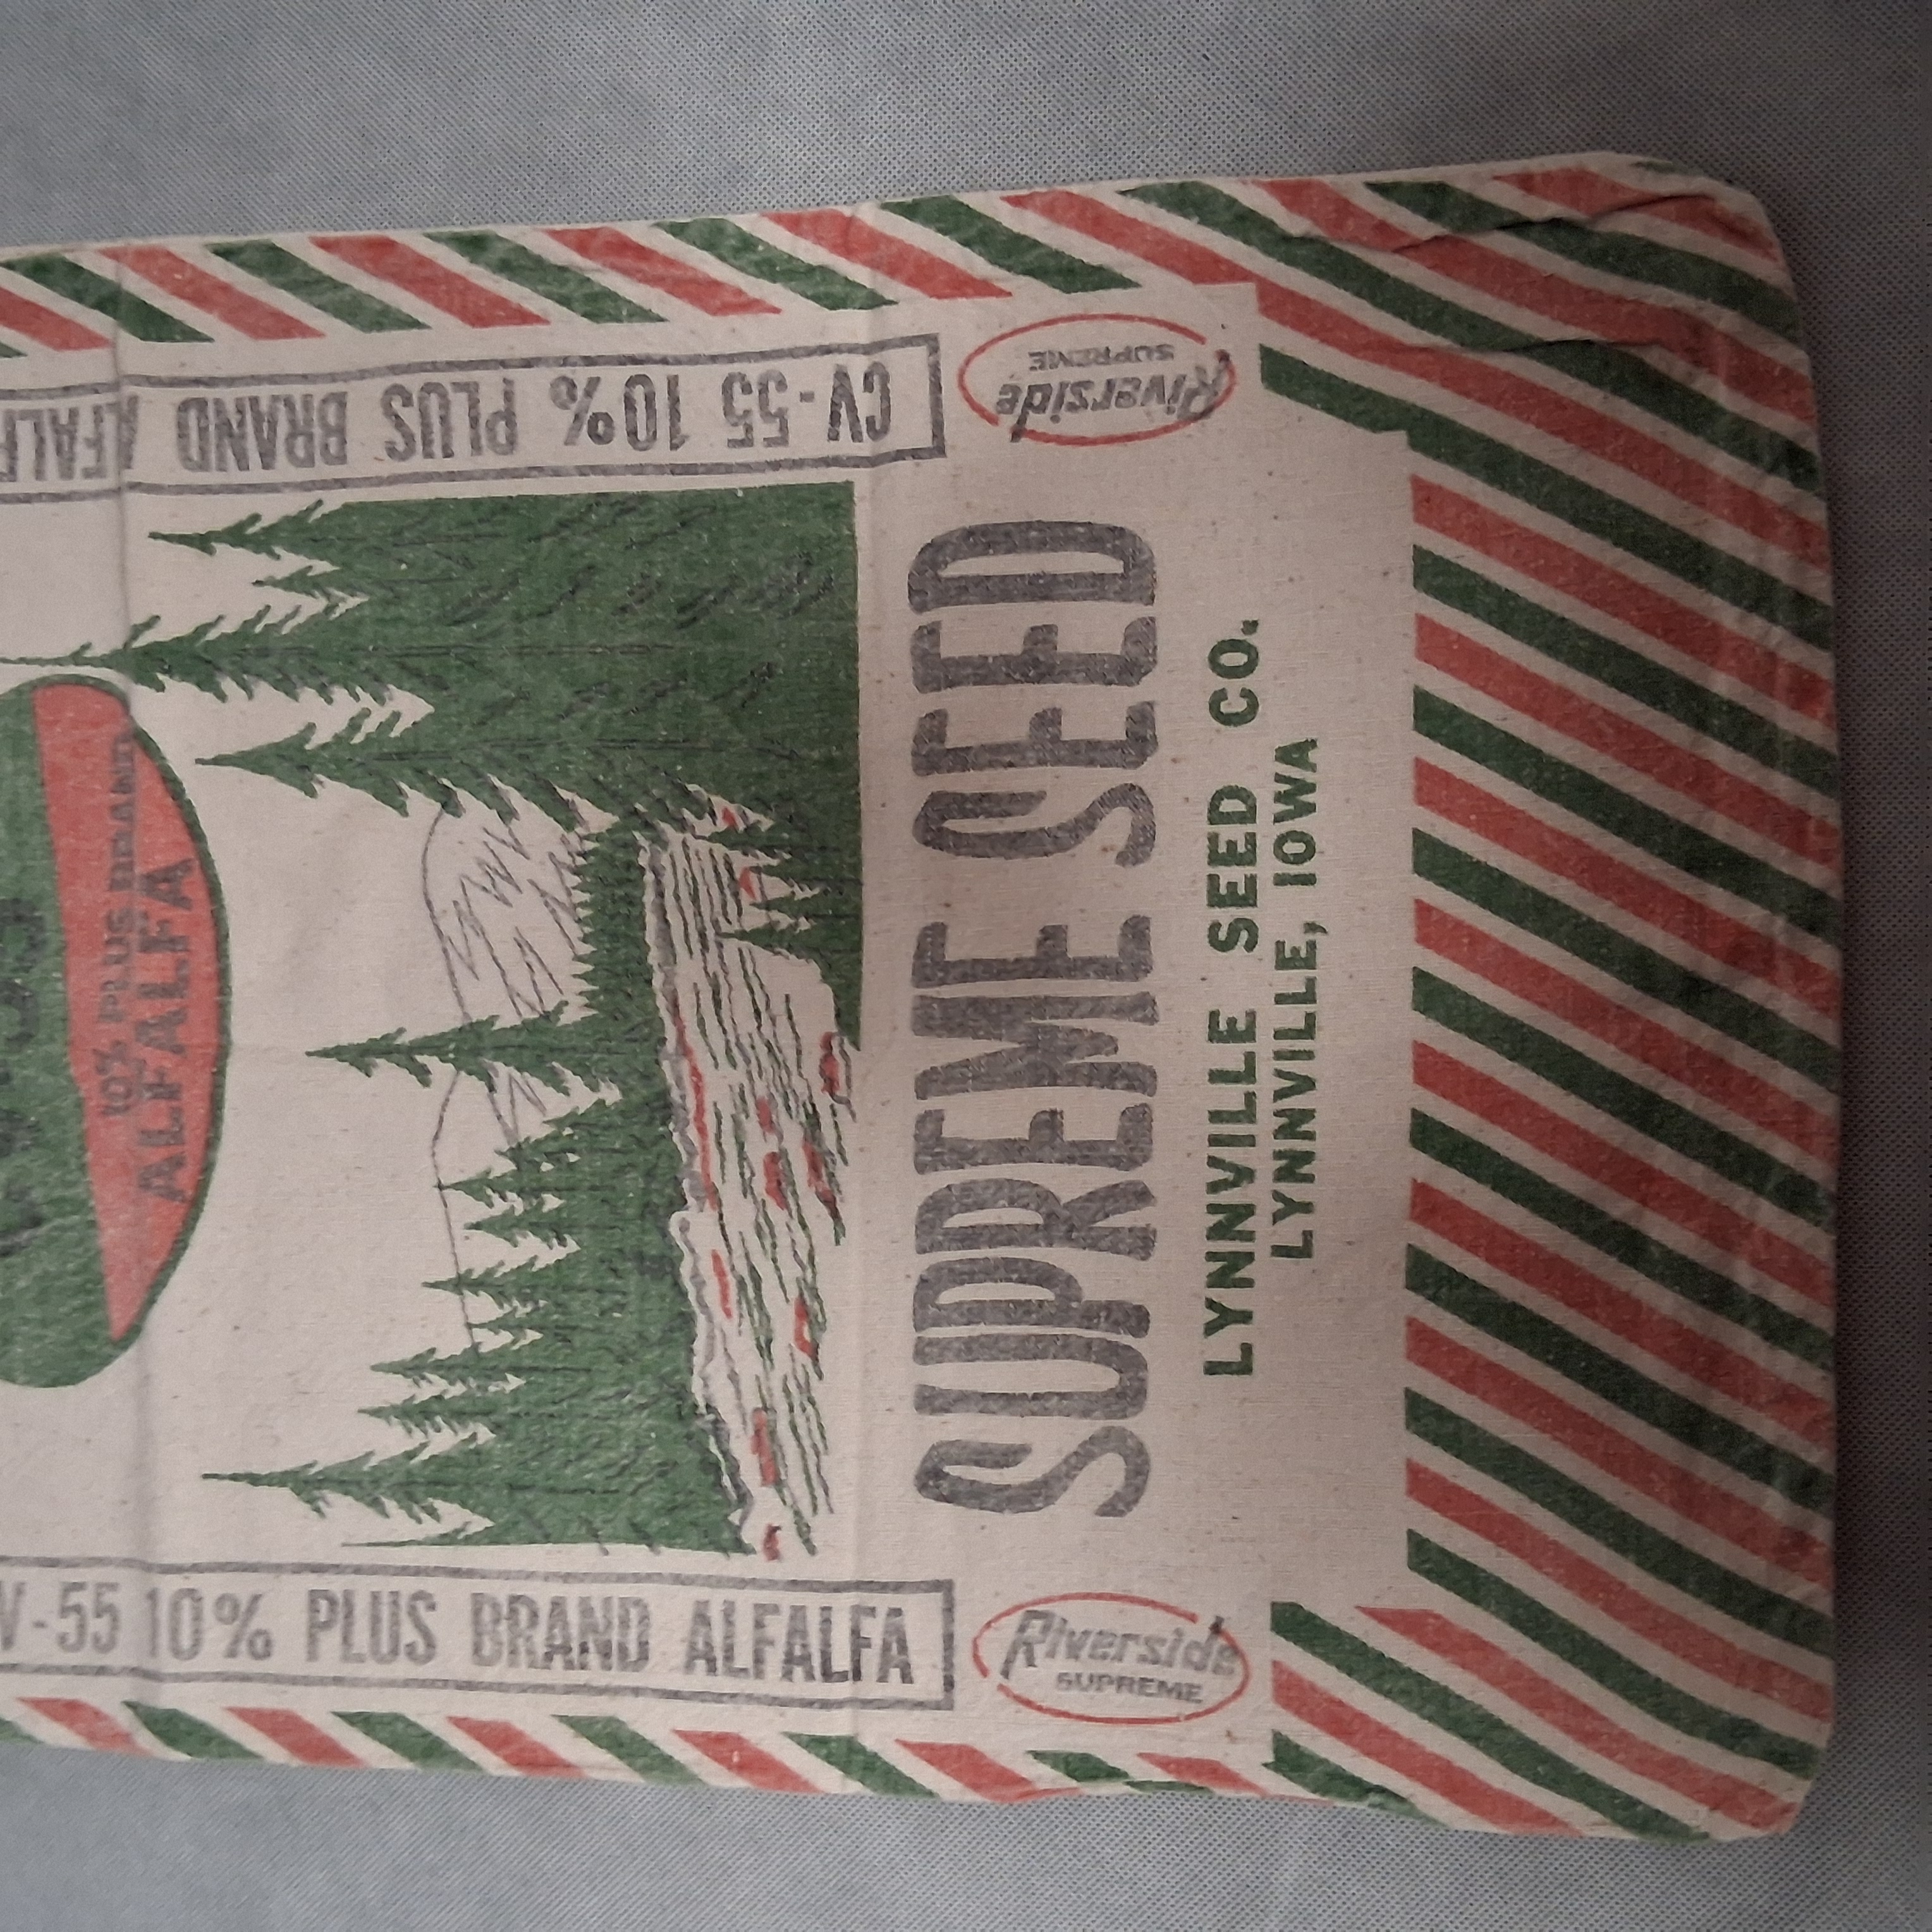 10% PLUS BRAND
ALFALFA
SUPREME SEED
LYNNVILLE SEED CO.
LYNNVILLE, IOWA
CV-55 10% PLUS BRAND
Riverside
SUPREME
-55 10% PLUS BRAND ALFALFA
Riverside
SUPREME